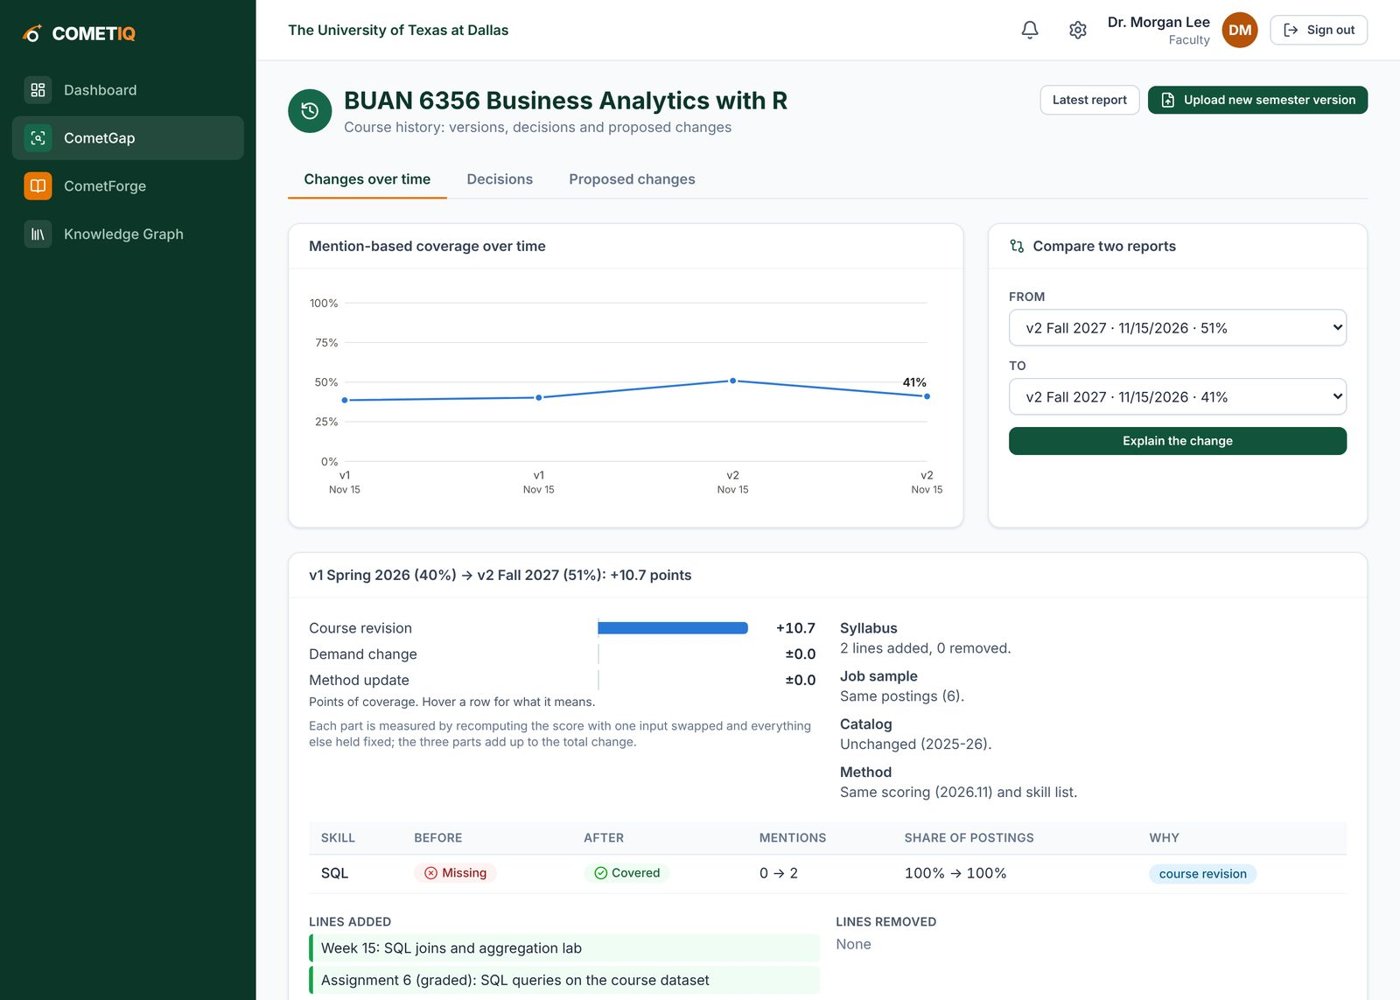 COMETIQ
Dashboard
CometGap
CometForge
Knowledge Graph
The University of Texas at Dallas
Dr. Morgan Lee
Faculty
DM
Sign out
BUAN 6356 Business Analytics with R
Course history: versions, decisions and proposed changes
Latest report
Upload new semester version
Changes over time
Decisions
Proposed changes
Mention-based coverage over time
100%
75%
50%
25%
0%
41%
v1
Nov 15
v1
Nov 15
v2
Nov 15
v2
Nov 15
Compare two reports
FROM
v2 Fall 2027 · 11/15/2026 · 51%
TO
v2 Fall 2027 · 11/15/2026 · 41%
Explain the change
v1 Spring 2026 (40%) → v2 Fall 2027 (51%): +10.7 points
Course revision +10.7
Demand change ±0.0
Method update ±0.0
Points of coverage. Hover a row for what it means.
Each part is measured by recomputing the score with one input swapped and everything
else held fixed; the three parts add up to the total change.
Syllabus
2 lines added, 0 removed.
Job sample
Same postings (6).
Catalog
Unchanged (2025-26).
Method
Same scoring (2026.11) and skill list.
SKILL BEFORE AFTER MENTIONS SHARE OF POSTINGS WHY
SQL Missing Covered 0 → 2 100% → 100% course revision
LINES ADDED
Week 15: SQL joins and aggregation lab
Assignment 6 (graded): SQL queries on the course dataset
LINES REMOVED
None